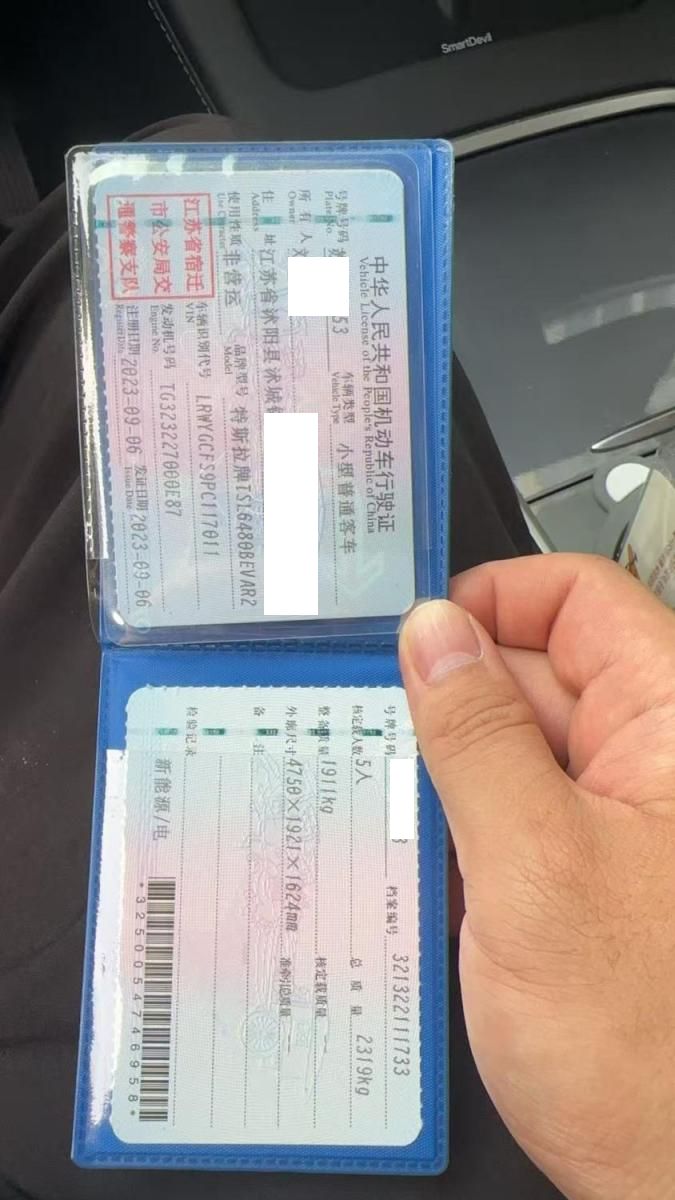 SmartDevil
中华人民共和国机动车行驶证
Vehicle License of the People's Republic of China
号牌号码 53 车辆类型 小型普通客车
Plate No. Vehicle Type
所有人
Owner
住址 江苏省沭阳县沭城
Address
使用性质 非营运 品牌型号 特斯拉牌TSL6480BEVAR2
Use Character Model
江苏省宿迁
市公安局交
通警察支队
车辆识别代号 LRWYGCFS9PC117011
VIN
发动机号码 TG323227000E87
Engine No.
注册日期 2023-09-06 发证日期 2023-09-06
Register Date Issue Date
号牌号码 档案编号 321322111733
核定载人数 5人 总质量 2319kg
整备质量 1911kg 核定载质量 --
外廓尺寸 4750×1921×1624mm 准牵引总质量 --
备注
检验记录
新能源/电
*3250054746958*